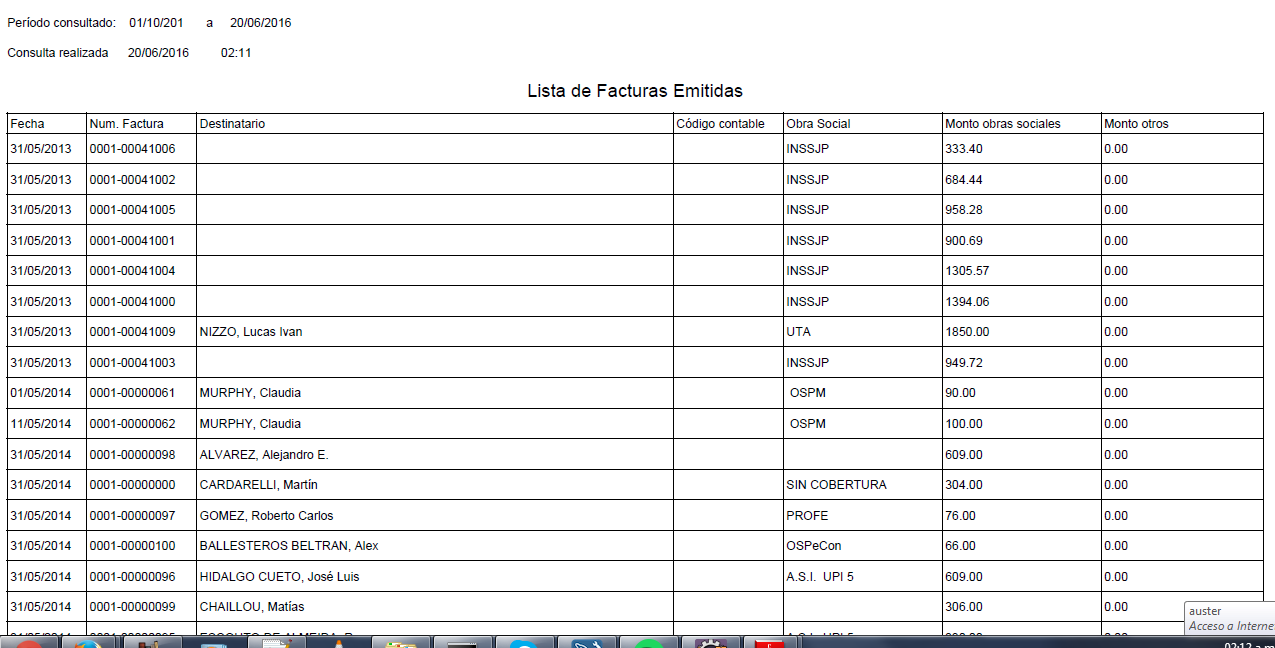 Período consultado: 01/10/201 a 20/06/2016
Consulta realizada 20/06/2016 02:11
Lista de Facturas Emitidas
Fecha Num. Factura Destinatario Código contable Obra Social Monto obras sociales Monto otros
31/05/2013 0001-00041006 INSSJP 333.40 0.00
31/05/2013 0001-00041002 INSSJP 684.44 0.00
31/05/2013 0001-00041005 INSSJP 958.28 0.00
31/05/2013 0001-00041001 INSSJP 900.69 0.00
31/05/2013 0001-00041004 INSSJP 1305.57 0.00
31/05/2013 0001-00041000 INSSJP 1394.06 0.00
31/05/2013 0001-00041009 NIZZO, Lucas Ivan UTA 1850.00 0.00
31/05/2013 0001-00041003 INSSJP 949.72 0.00
01/05/2014 0001-00000061 MURPHY, Claudia OSPM 90.00 0.00
11/05/2014 0001-00000062 MURPHY, Claudia OSPM 100.00 0.00
31/05/2014 0001-00000098 ALVAREZ, Alejandro E. 609.00 0.00
31/05/2014 0001-00000000 CARDARELLI, Martín SIN COBERTURA 304.00 0.00
31/05/2014 0001-00000097 GOMEZ, Roberto Carlos PROFE 76.00 0.00
31/05/2014 0001-00000100 BALLESTEROS BELTRAN, Alex OSPeCon 66.00 0.00
31/05/2014 0001-00000096 HIDALGO CUETO, José Luis A.S.I. UPI 5 609.00 0.00
31/05/2014 0001-00000099 CHAILLOU, Matías 306.00 0.00
auster
Acceso a Interne